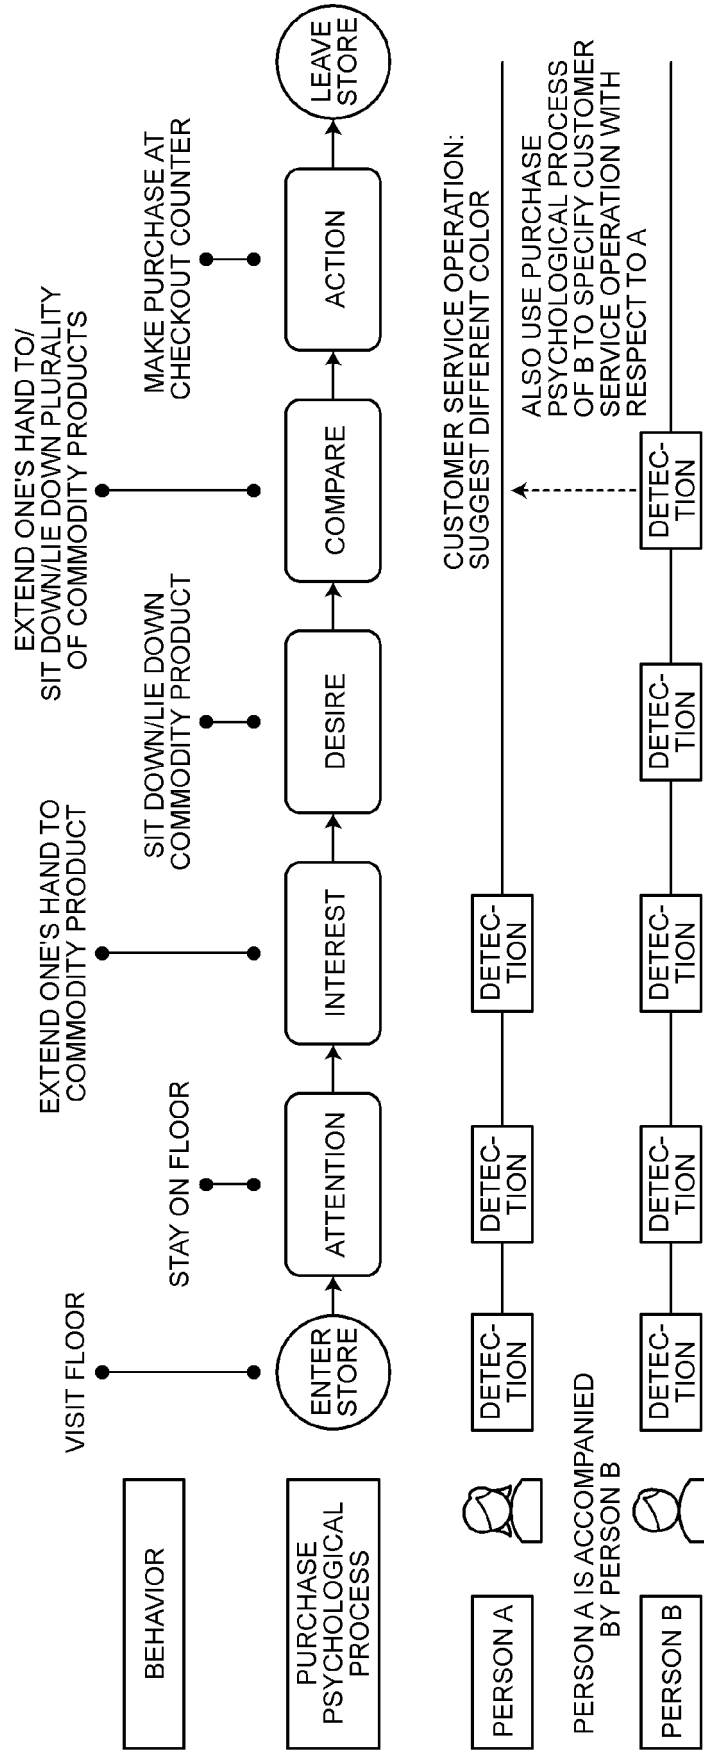 BEHAVIOR
VISIT FLOOR
STAY ON FLOOR
EXTEND ONE'S HAND TO
COMMODITY PRODUCT
SIT DOWN/LIE DOWN
COMMODITY PRODUCT
EXTEND ONE'S HAND TO/
SIT DOWN/LIE DOWN PLURALITY
OF COMMODITY PRODUCTS
MAKE PURCHASE AT
CHECKOUT COUNTER
PURCHASE
PSYCHOLOGICAL
PROCESS
ENTER
STORE
ATTENTION
INTEREST
DESIRE
COMPARE
ACTION
LEAVE
STORE
PERSON A
DETEC-
TION
DETEC-
TION
DETEC-
TION
CUSTOMER SERVICE OPERATION:
SUGGEST DIFFERENT COLOR
PERSON A IS ACCOMPANIED
BY PERSON B
ALSO USE PURCHASE
PSYCHOLOGICAL PROCESS
OF B TO SPECIFY CUSTOMER
SERVICE OPERATION WITH
RESPECT TO A
PERSON B
DETEC-
TION
DETEC-
TION
DETEC-
TION
DETEC-
TION
DETEC-
TION